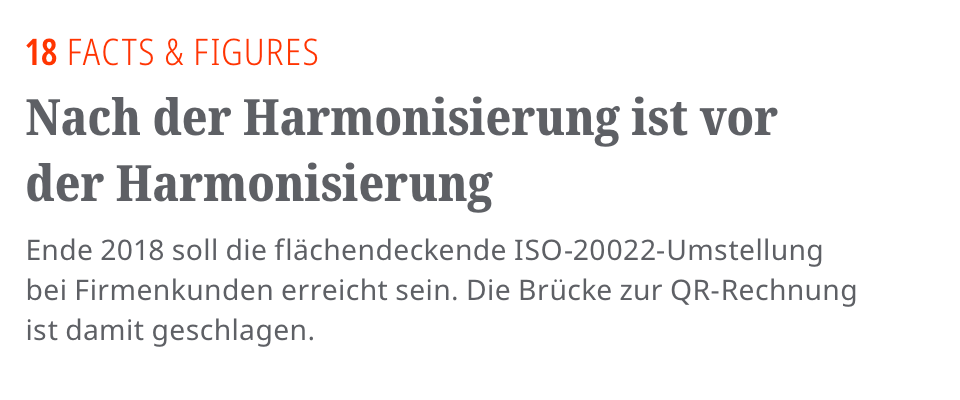 18 FACTS & FIGURES
Nach der Harmonisierung ist vor
der Harmonisierung
Ende 2018 soll die flächendeckende ISO-20022-Umstellung
bei Firmenkunden erreicht sein. Die Brücke zur QR-Rechnung
ist damit geschlagen.